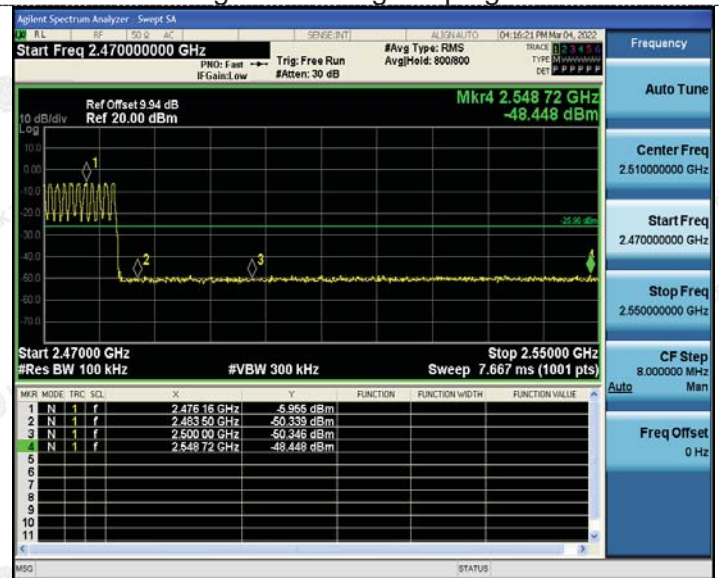 Agilent Spectrum Analyzer - Swept SA
RL RF 50 Ω AC SENSE:INT ALIGNAUTO 04:16:21 PM Mar 04, 2022
Start Freq 2.470000000 GHz
PNO: Fast
IFGain:Low
Trig: Free Run
#Atten: 30 dB
#Avg Type: RMS
Avg|Hold: 800/800
TRACE 1 2 3 4 5 6
TYPE M
DET P P P P P P
Ref Offset 9.94 dB
10 dB/div Ref 20.00 dBm
Log
Mkr4 2.548 72 GHz
-48.448 dBm
10.0
0.00
-10.0
-20.0
-30.0
-40.0
-50.0
-60.0
-70.0
1
2
3
4
Start 2.47000 GHz Stop 2.55000 GHz
#Res BW 100 kHz #VBW 300 kHz Sweep 7.667 ms (1001 pts)
MKR MODE TRC SCL X Y FUNCTION FUNCTION WIDTH FUNCTION VALUE
1 N 1 f 2.476 16 GHz -5.955 dBm
2 N 1 f 2.483 50 GHz -50.339 dBm
3 N 1 f 2.500 00 GHz -50.346 dBm
4 N 1 f 2.548 72 GHz -48.448 dBm
5
6
7
8
9
10
11
MSG STATUS
Frequency
Auto Tune
Center Freq
2.510000000 GHz
Start Freq
2.470000000 GHz
Stop Freq
2.550000000 GHz
CF Step
8.000000 MHz
Auto Man
Freq Offset
0 Hz